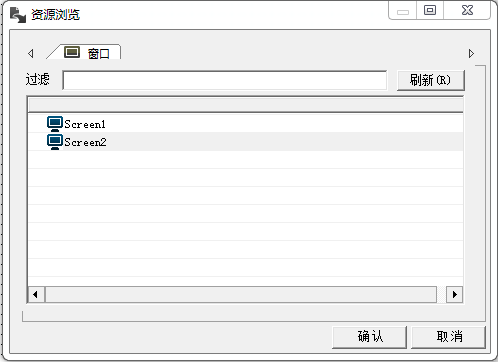 资源浏览
窗口
过滤 刷新(R)
Screen1
Screen2
确认 取消